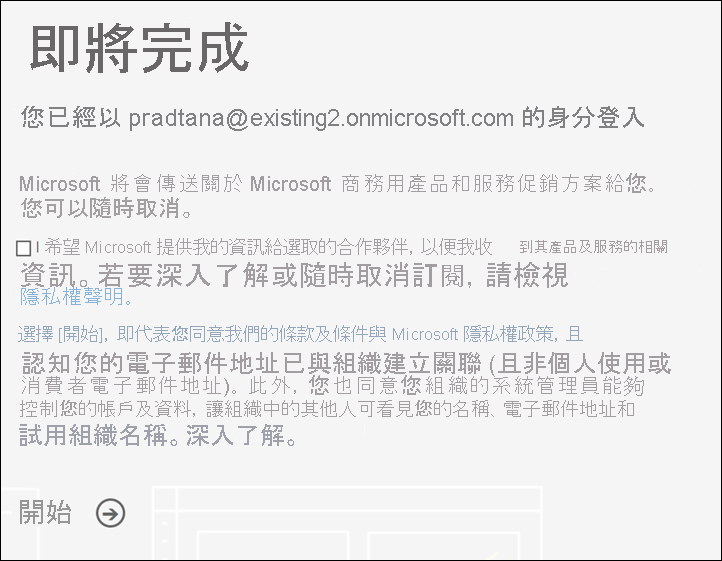 即將完成
您已經以 pradtana@existing2.onmicrosoft.com 的身分登入
Microsoft 將會傳送關於 Microsoft 商務用產品和服務促銷方案給您。
您可以隨時取消。
I 希望 Microsoft 提供我的資訊給選取的合作夥伴, 以便我收 到其產品及服務的相關
資訊。若要深入了解或隨時取消訂閱, 請檢視
隱私權聲明。
選擇 [開始], 即代表您同意我們的條款及條件與 Microsoft 隱私權政策, 且
認知您的電子郵件地址已與組織建立關聯 (且非個人使用或
消費者電子郵件地址)。此外, 您也同意您組織的系統管理員能夠
控制您的帳戶及資料, 讓組織中的其他人可看見您的名稱、電子郵件地址和
試用組織名稱。深入了解。
開始